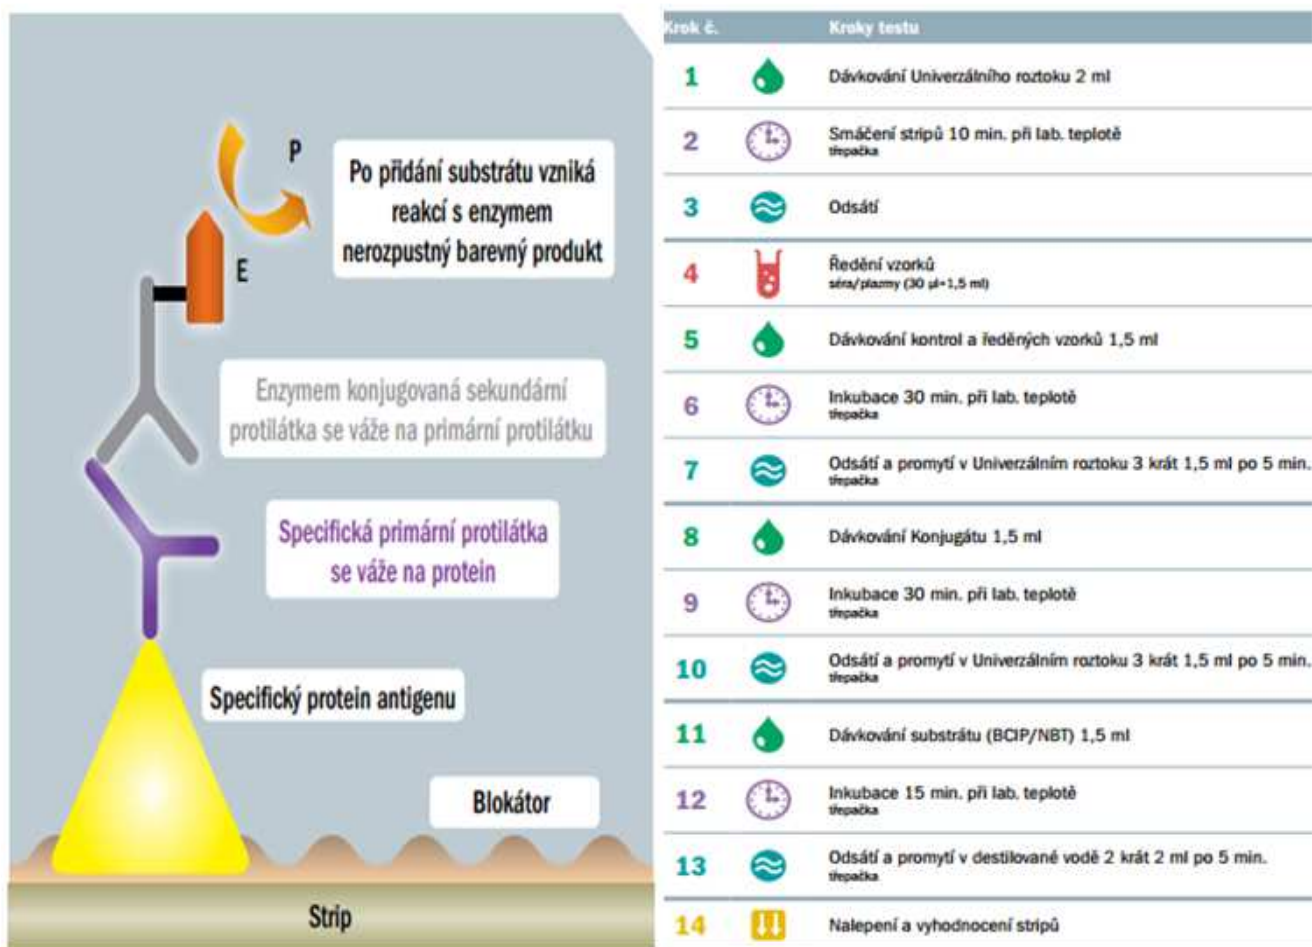 P
Po přidání substrátu vzniká
reakcí s enzymem
nerozpustný barevný produkt
E
Enzymem konjugovaná sekundární
protilátka se váže na primární protilátku
Specifická primární protilátka
se váže na protein
Specifický protein antigenu
Blokátor
Strip
Krok č. Kroky testu
1 Dávkování Univerzálního roztoku 2 ml
2 Smáčení stripů 10 min. při lab. teplotě
třepačka
3 Odsátí
4 Ředění vzorků
séra/plazmy (30 µl+1,5 ml)
5 Dávkování kontrol a ředěných vzorků 1,5 ml
6 Inkubace 30 min. při lab. teplotě
třepačka
7 Odsátí a promytí v Univerzálním roztoku 3 krát 1,5 ml po 5 min.
třepačka
8 Dávkování Konjugátu 1,5 ml
9 Inkubace 30 min. při lab. teplotě
třepačka
10 Odsátí a promytí v Univerzálním roztoku 3 krát 1,5 ml po 5 min.
třepačka
11 Dávkování substrátu (BCIP/NBT) 1,5 ml
12 Inkubace 15 min. při lab. teplotě
třepačka
13 Odsátí a promytí v destilované vodě 2 krát 2 ml po 5 min.
třepačka
14 Nalepení a vyhodnocení stripů